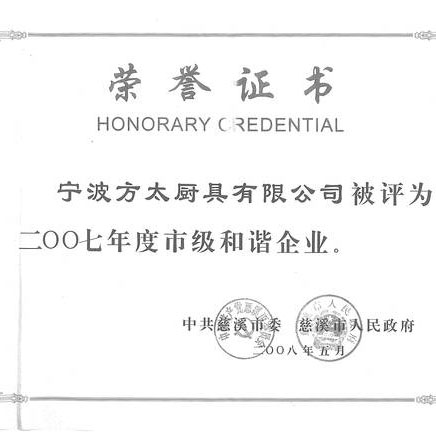 荣誉证书
HONORARY CREDENTIAL
宁波方太厨具有限公司被评为
二〇〇七年度市级和谐企业。
中共慈溪市委 慈溪市人民政府
二〇〇八年五月